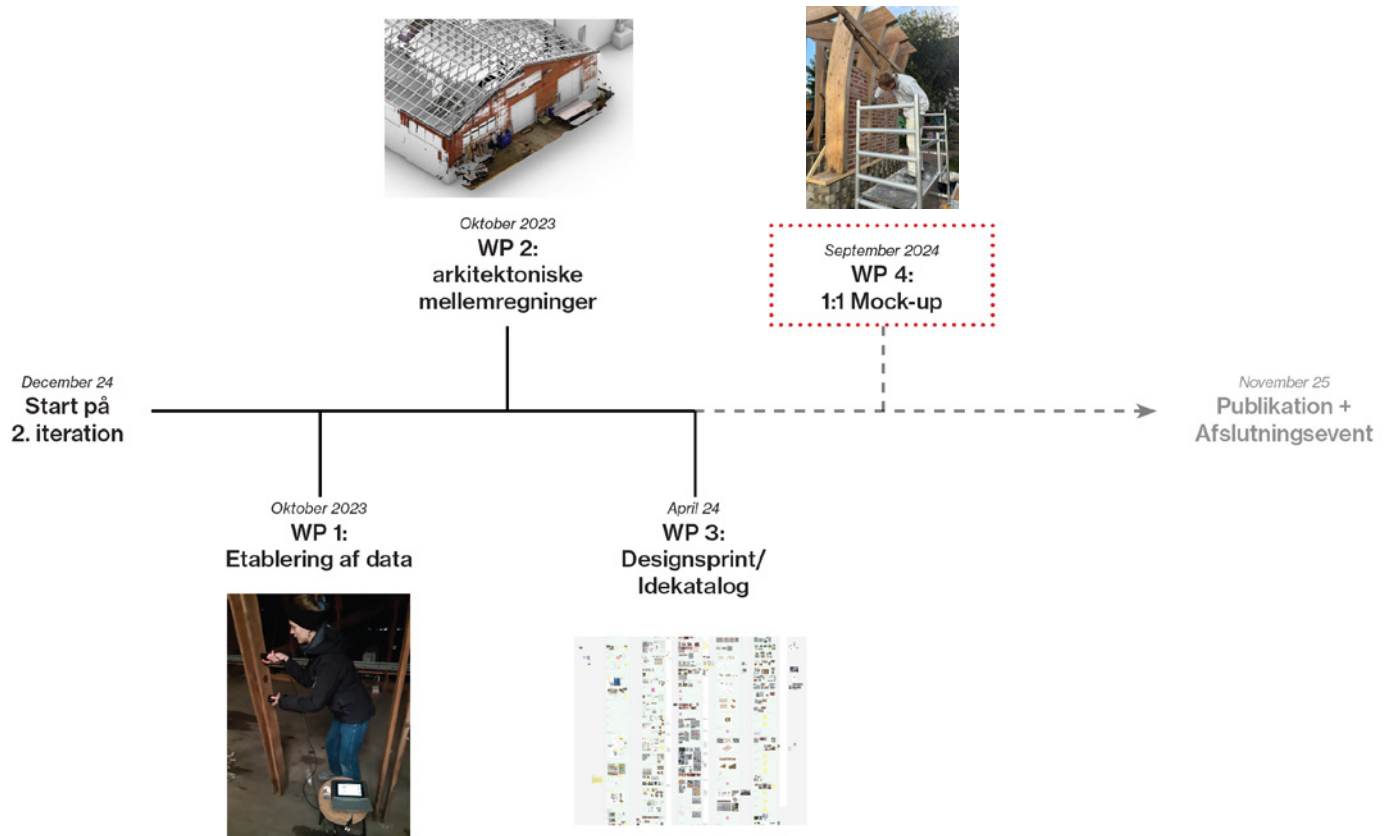 Oktober 2023
WP 2:
arkitektoniske
mellemregninger
September 2024
WP 4:
1:1 Mock-up
December 24
Start på
2. iteration
November 25
Publikation +
Afslutningsevent
Oktober 2023
WP 1:
Etablering af data
April 24
WP 3:
Designsprint/
Idekatalog